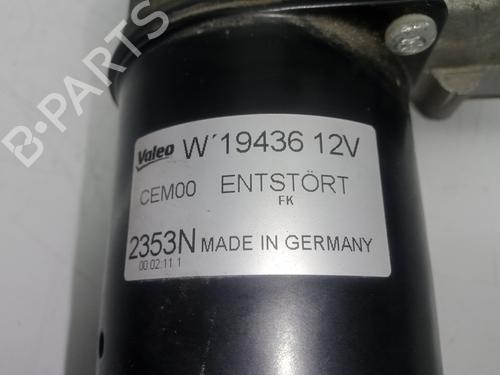 Valeo W´19436 12V
CEM00 ENTSTÖRT
FK
2353N MADE IN GERMANY
00 02:11 1
B-PARTS